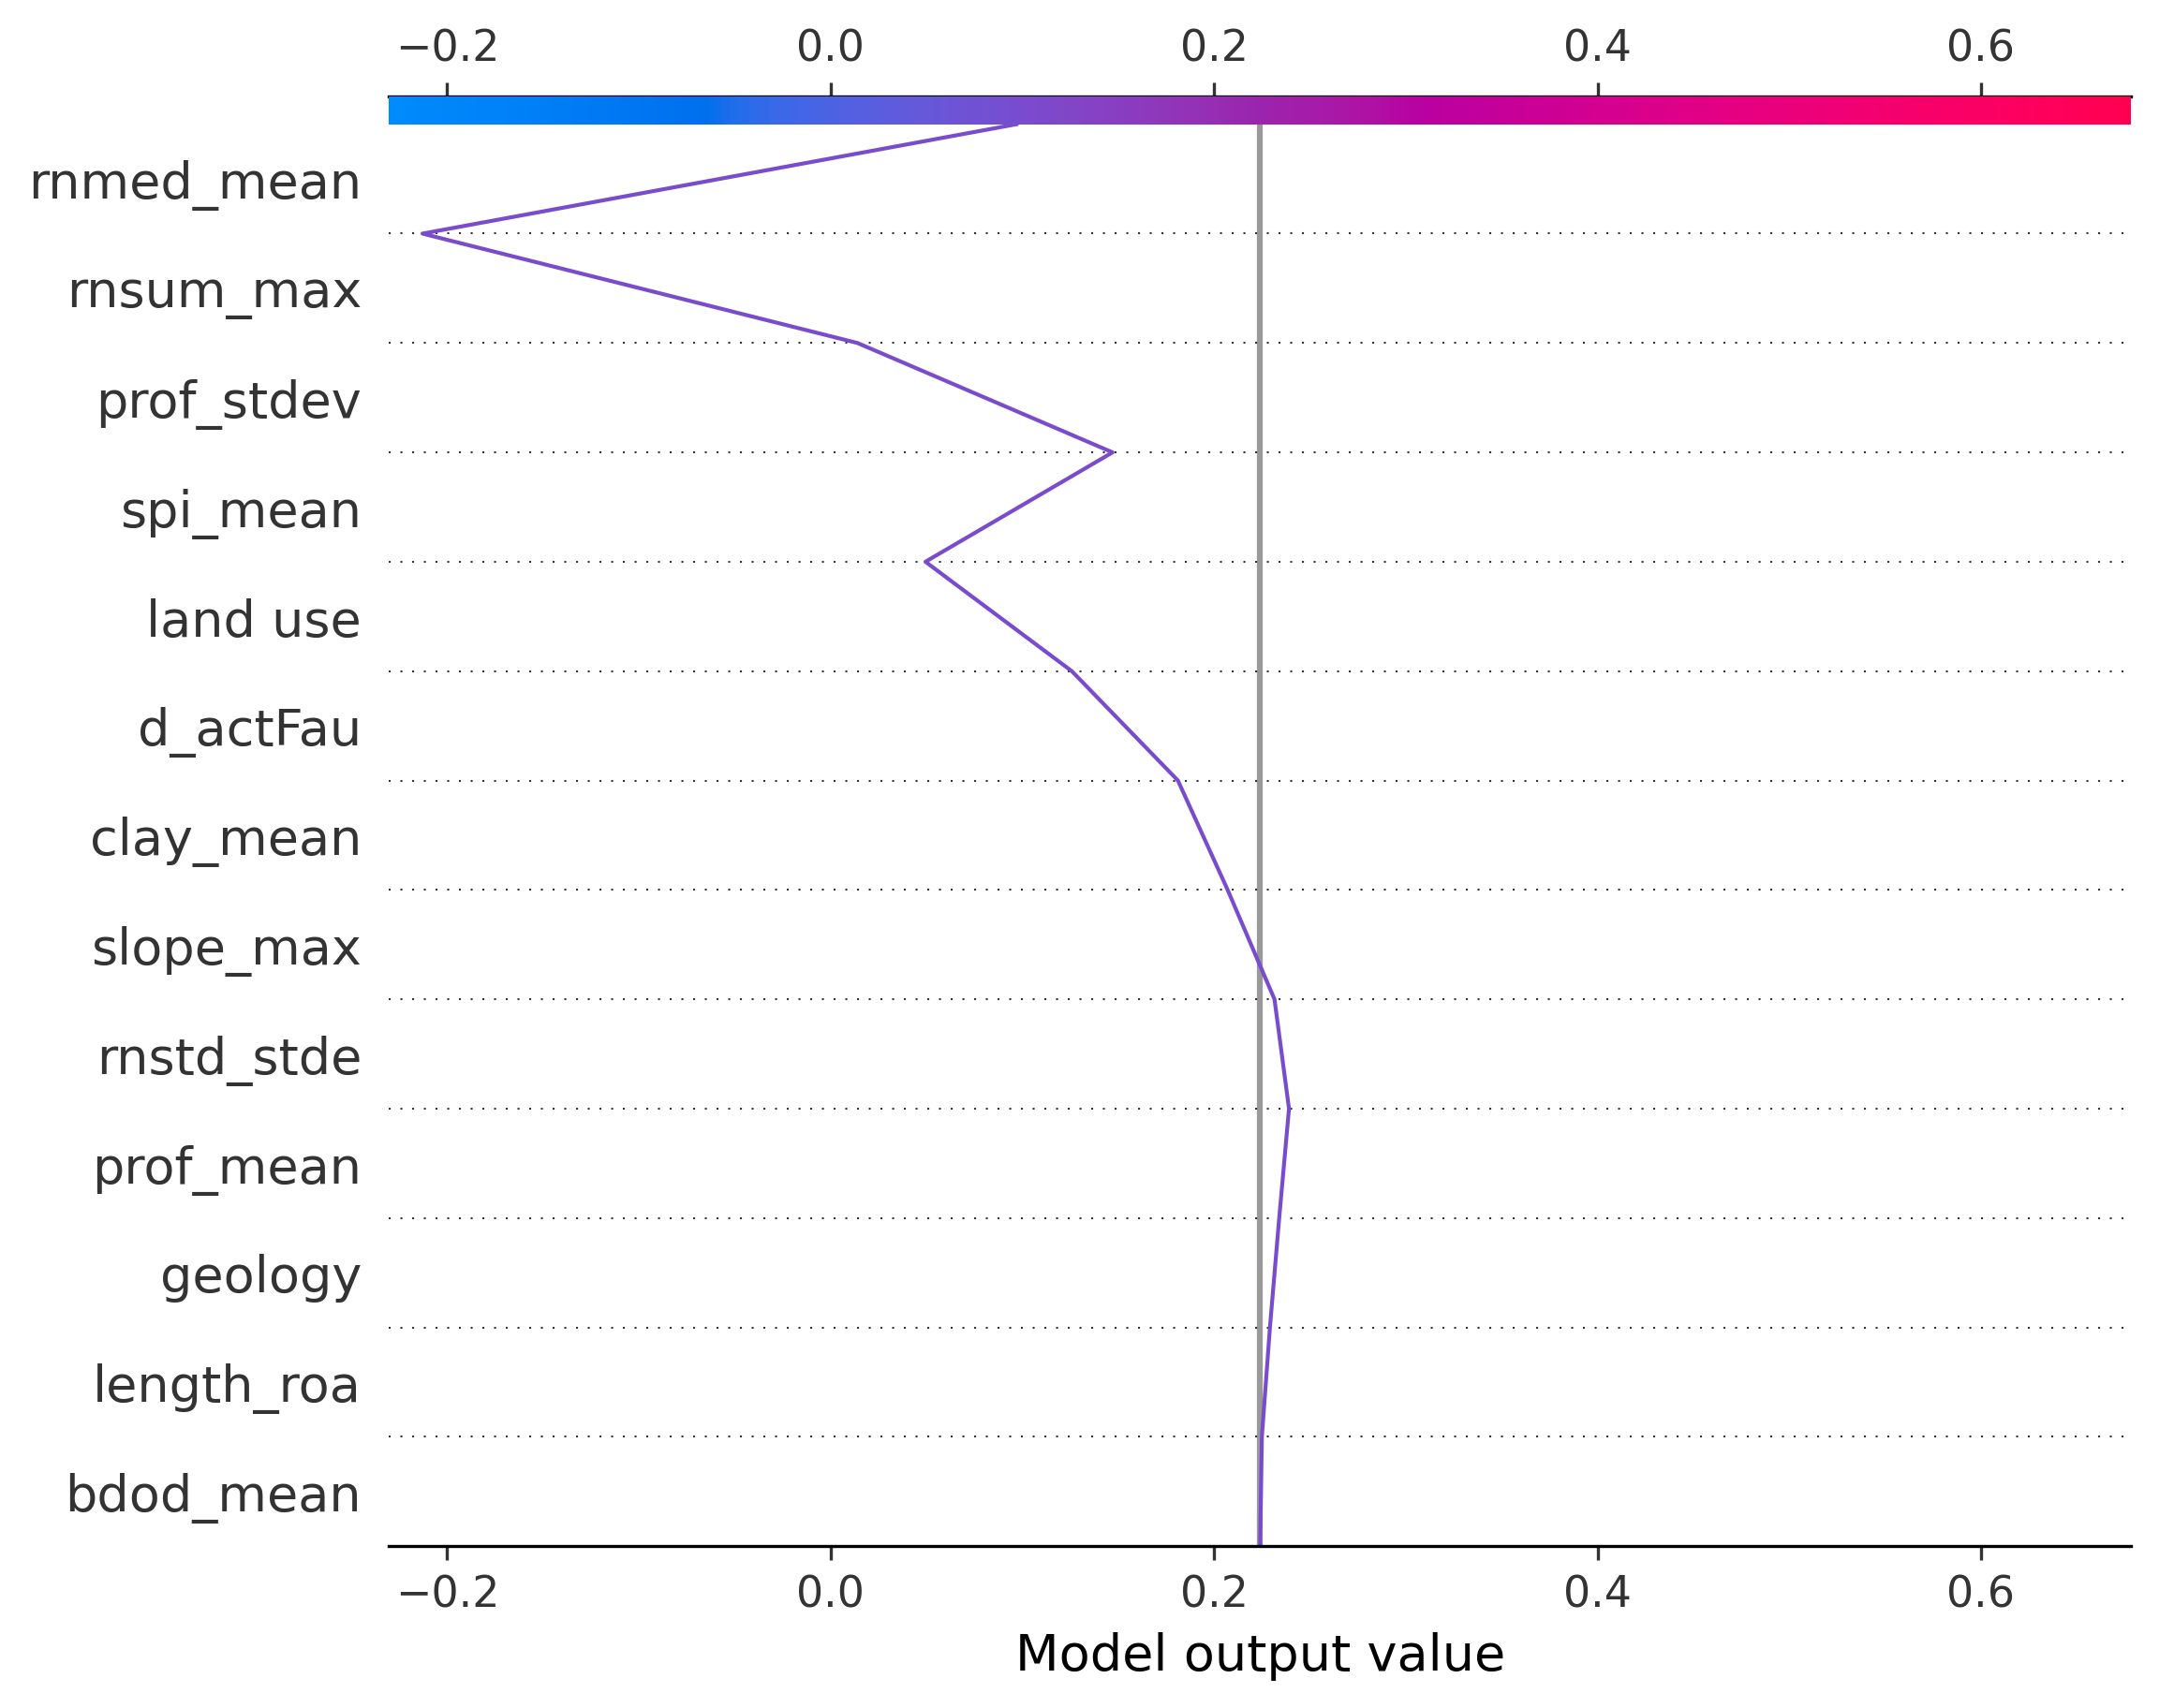 −0.2 0.0 0.2 0.4 0.6
rnmed_mean
rnsum_max
prof_stdev
spi_mean
land use
d_actFau
clay_mean
slope_max
rnstd_stde
prof_mean
geology
length_roa
bdod_mean
−0.2 0.0 0.2 0.4 0.6
Model output value